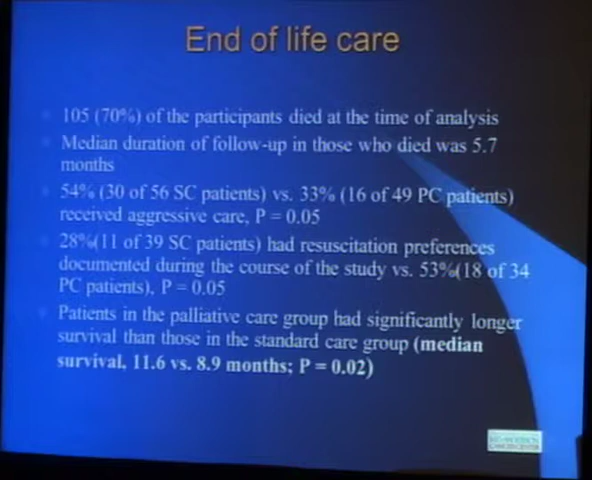 End of life care
105 (70%) of the participants died at the time of analysis
Median duration of follow-up in those who died was 5.7
months
54% (30 of 56 SC patients) vs. 33% (16 of 49 PC patients)
received aggressive care, P = 0.05
28%(11 of 39 SC patients) had resuscitation preferences
documented during the course of the study vs. 53%(18 of 34
PC patients), P = 0.05
Patients in the palliative care group had significantly longer
survival than those in the standard care group (median
survival, 11.6 vs. 8.9 months; P = 0.02)
CANCER CENTER